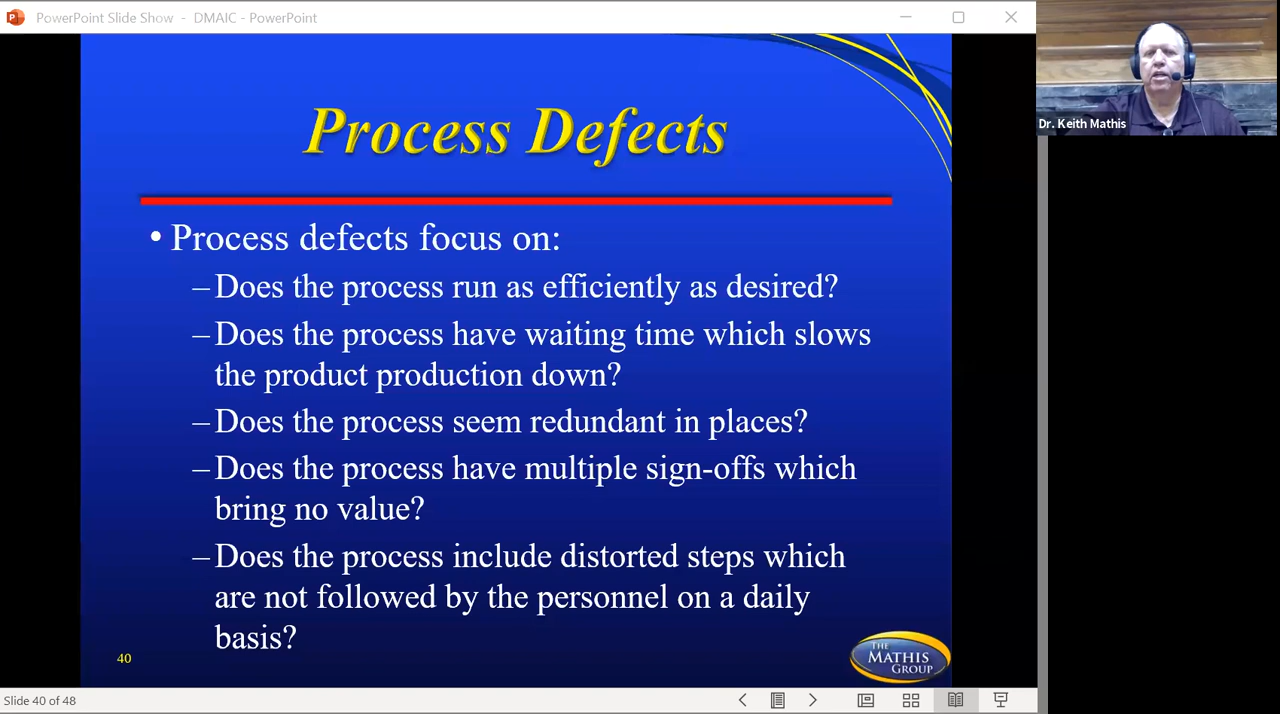 PowerPoint Slide Show - DMAIC - PowerPoint
Dr. Keith Mathis
Process Defects
• Process defects focus on:
–Does the process run as efficiently as desired?
–Does the process have waiting time which slows
the product production down?
–Does the process seem redundant in places?
–Does the process have multiple sign-offs which
bring no value?
–Does the process include distorted steps which
are not followed by the personnel on a daily
basis?
40
THE
MATHIS
GROUP
Slide 40 of 48